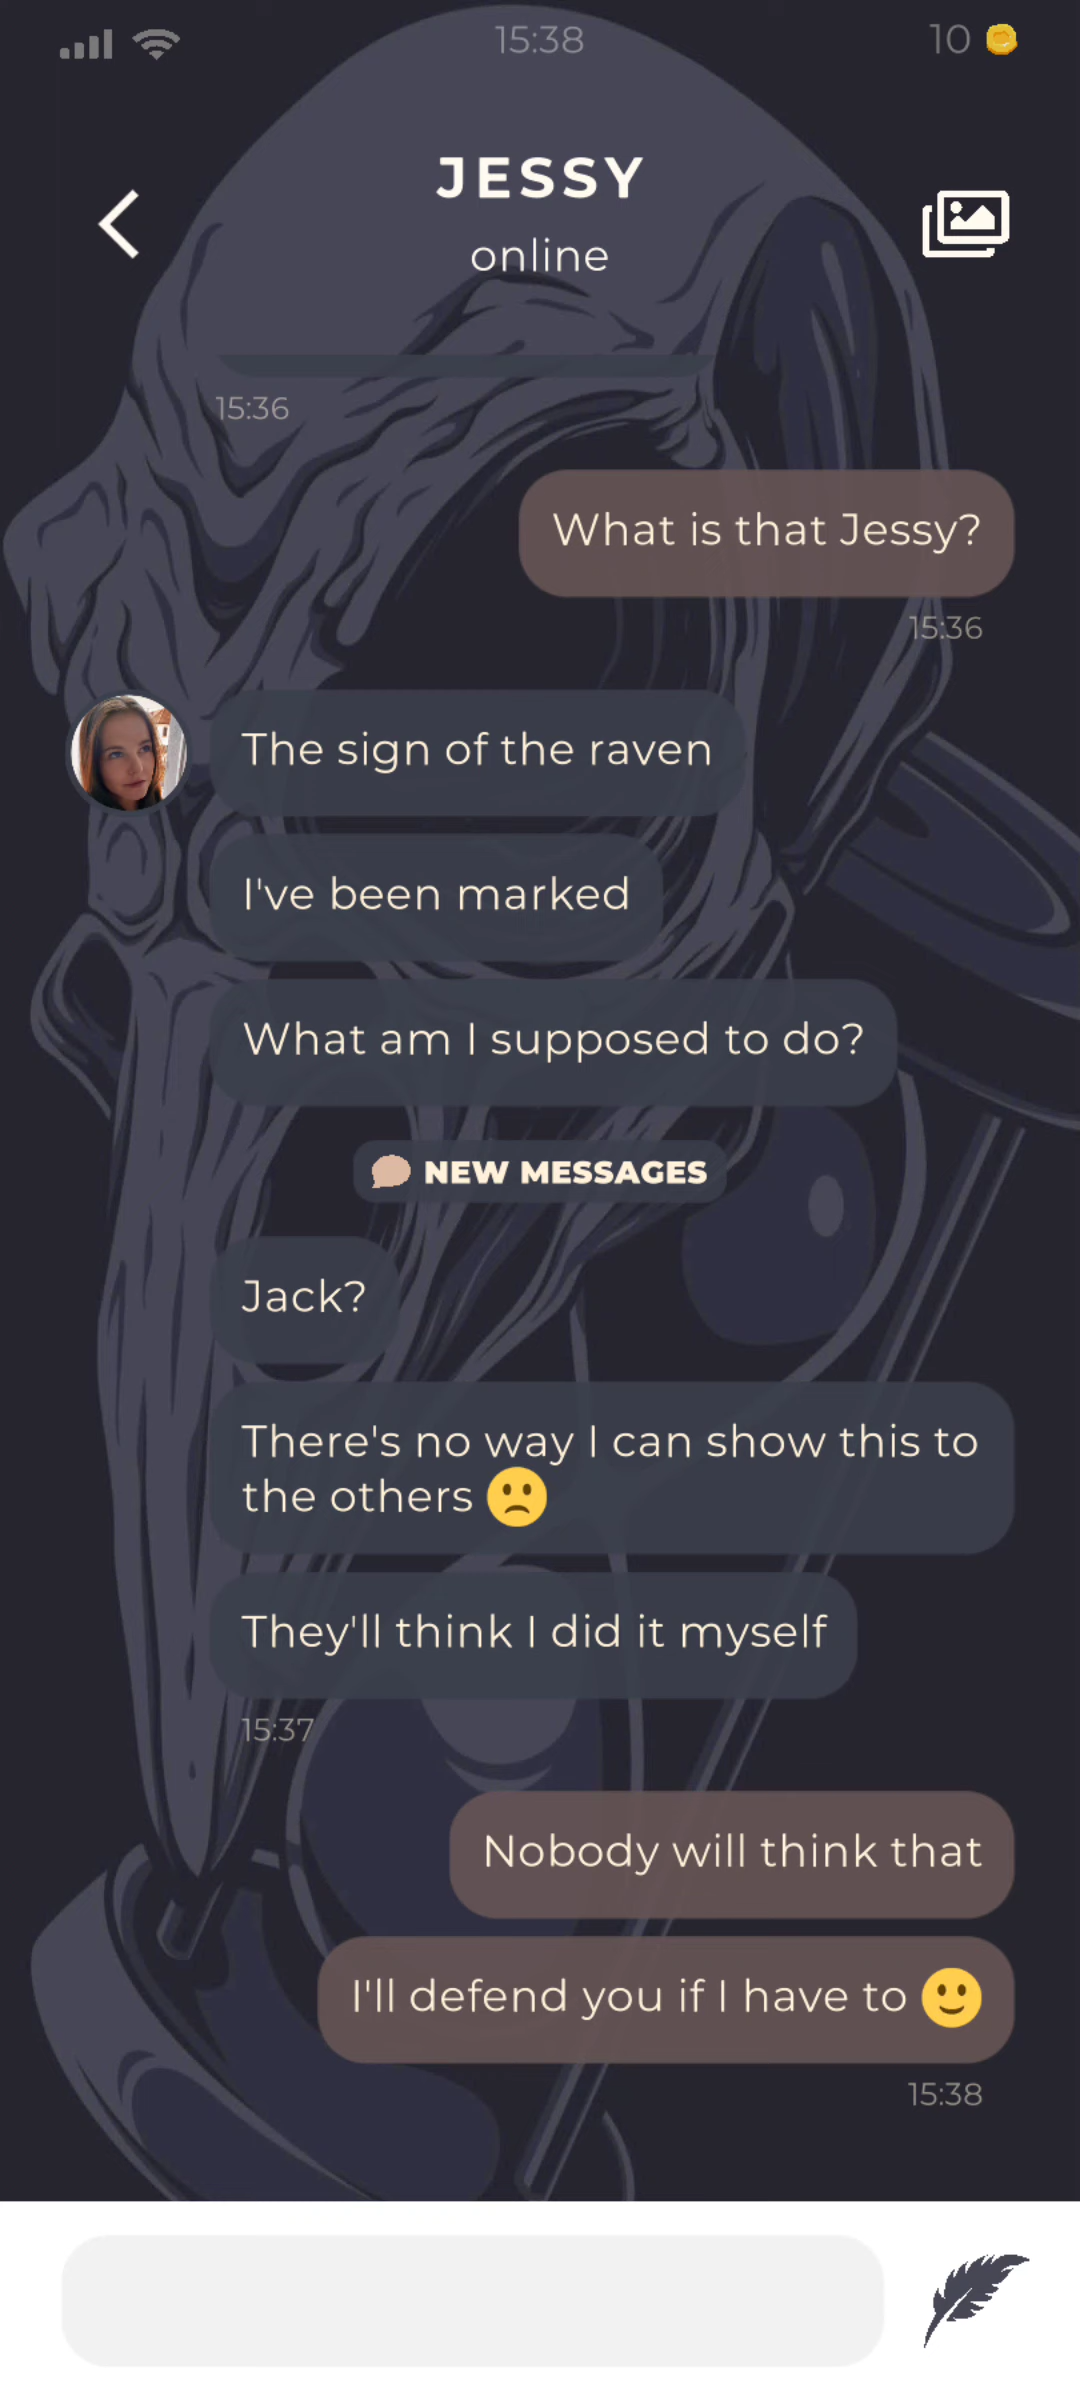 15:38
10
JESSY
online
15:36
What is that Jessy?
15:36
The sign of the raven
I've been marked
What am I supposed to do?
NEW MESSAGES
Jack?
There's no way I can show this to
the others 🙁
They'll think I did it myself
15:37
Nobody will think that
I'll defend you if I have to 🙂
15:38